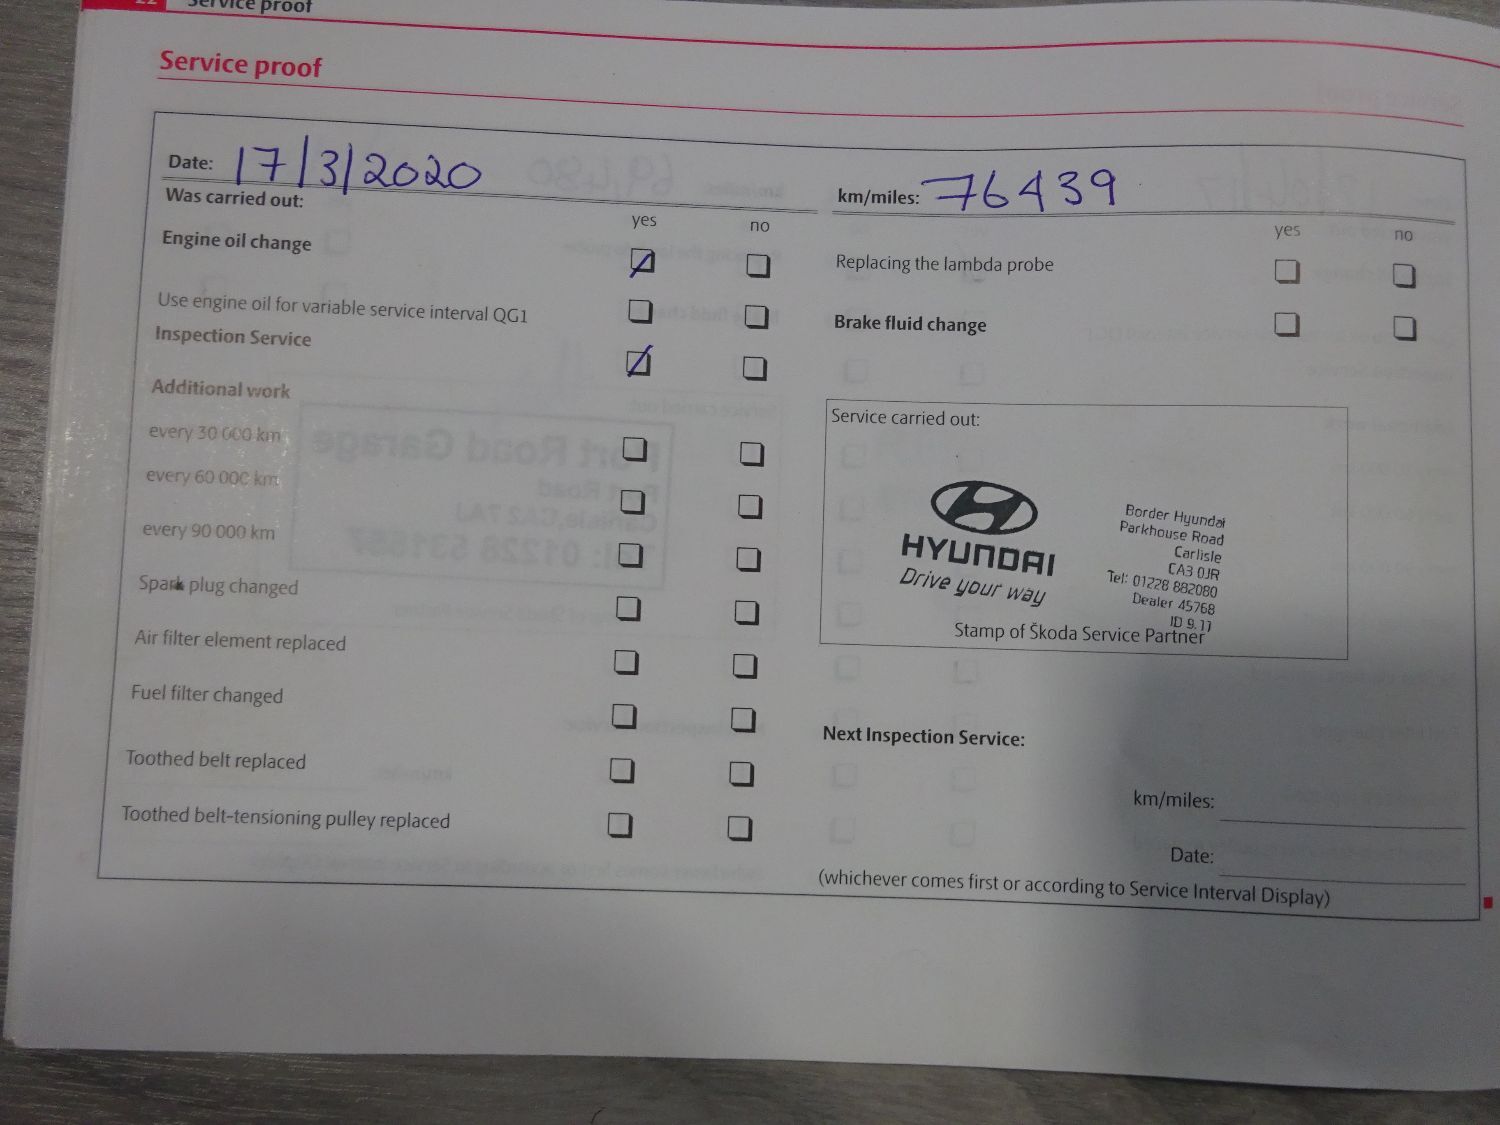 22 Service proof
Service proof
Date: 17/3/2020
km/miles: 76439
Was carried out:
yes no
yes no
Engine oil change
Replacing the lambda probe
Use engine oil for variable service interval QG1
Brake fluid change
Inspection Service
Additional work
every 30 000 km
every 60 000 km
every 90 000 km
Spark plug changed
Air filter element replaced
Fuel filter changed
Toothed belt replaced
Toothed belt-tensioning pulley replaced
Service carried out:
HYUNDAI
Drive your way
Border Hyundai
Parkhouse Road
Carlisle
CA3 0JR
Tel: 01228 882080
Dealer 45768
ID 9.11
Stamp of Škoda Service Partner
Next Inspection Service:
km/miles:
Date:
(whichever comes first or according to Service Interval Display)